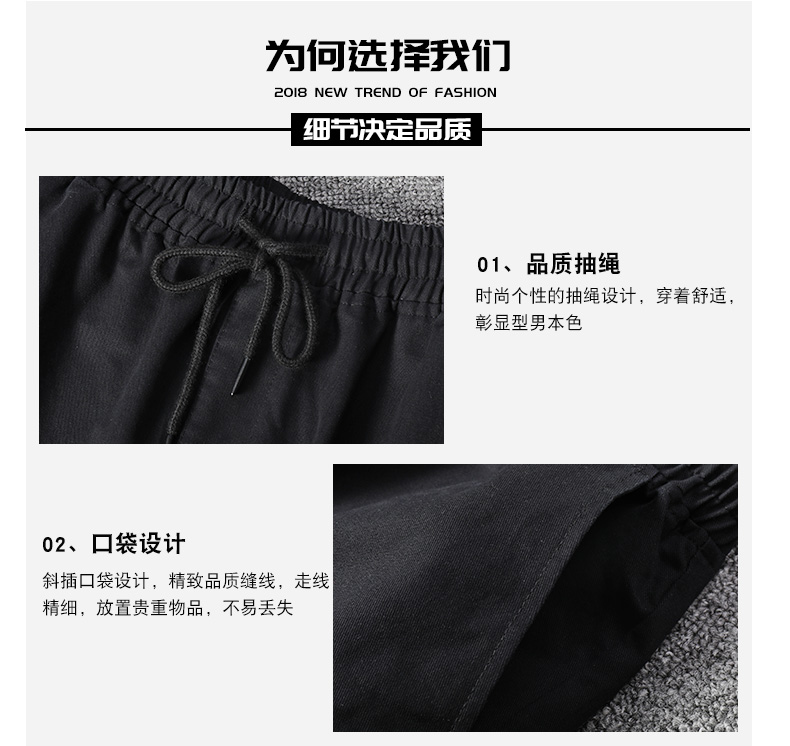 为何选择我们
2018 NEW TREND OF FASHION
细节决定品质
01、品质抽绳
时尚个性的抽绳设计，穿着舒适，
彰显型男本色
02、口袋设计
斜插口袋设计，精致品质缝线，走线
精细，放置贵重物品，不易丢失